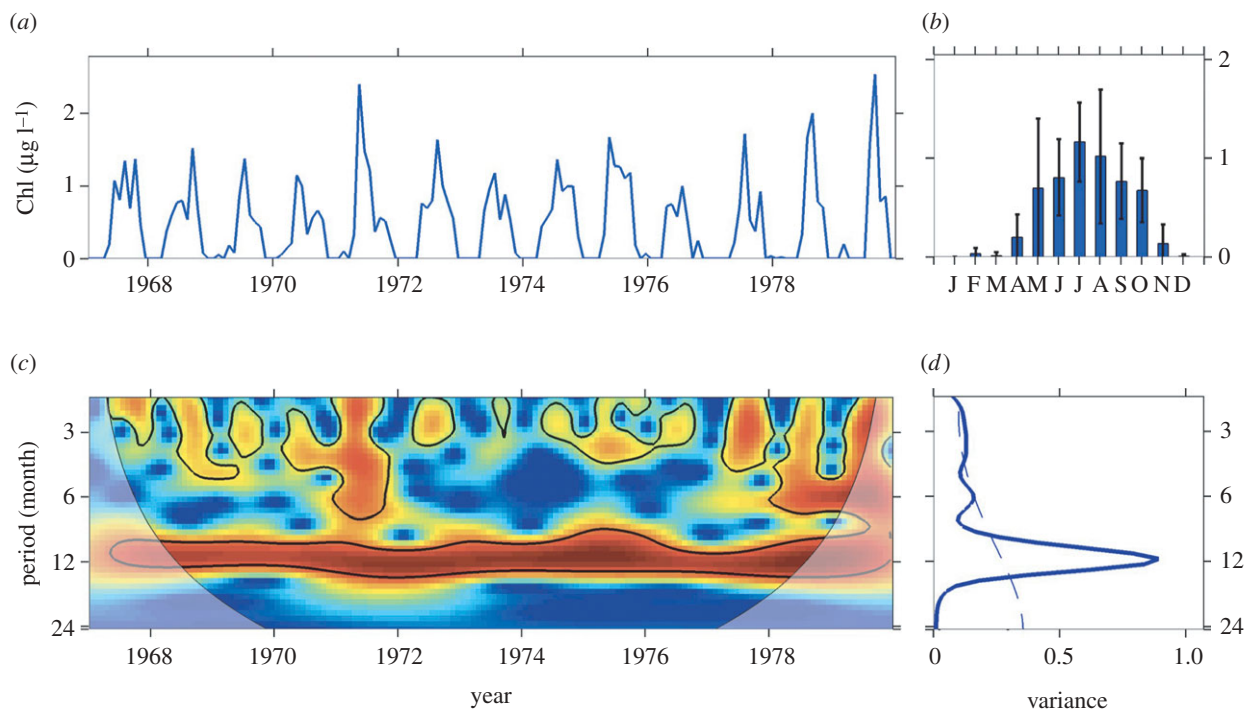 (a)
(b)
Chl (µg l⁻¹)
2
1
0
1968 1970 1972 1974 1976 1978
2
1
0
J F M A M J J A S O N D
(c)
(d)
period (month)
3
6
12
24
1968 1970 1972 1974 1976 1978
year
3
6
12
24
0 0.5 1.0
variance